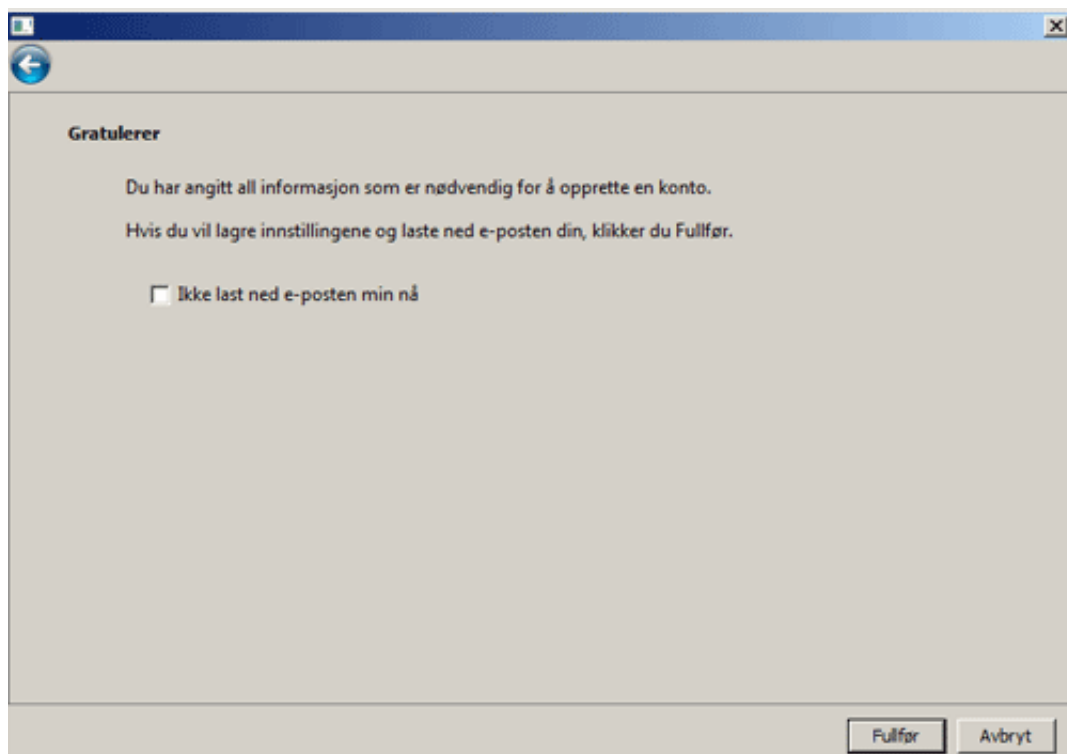 Gratulerer
Du har angitt all informasjon som er nødvendig for å opprette en konto.
Hvis du vil lagre innstillingene og laste ned e-posten din, klikker du Fullfør.
Ikke last ned e-posten min nå
Fullfør Avbryt